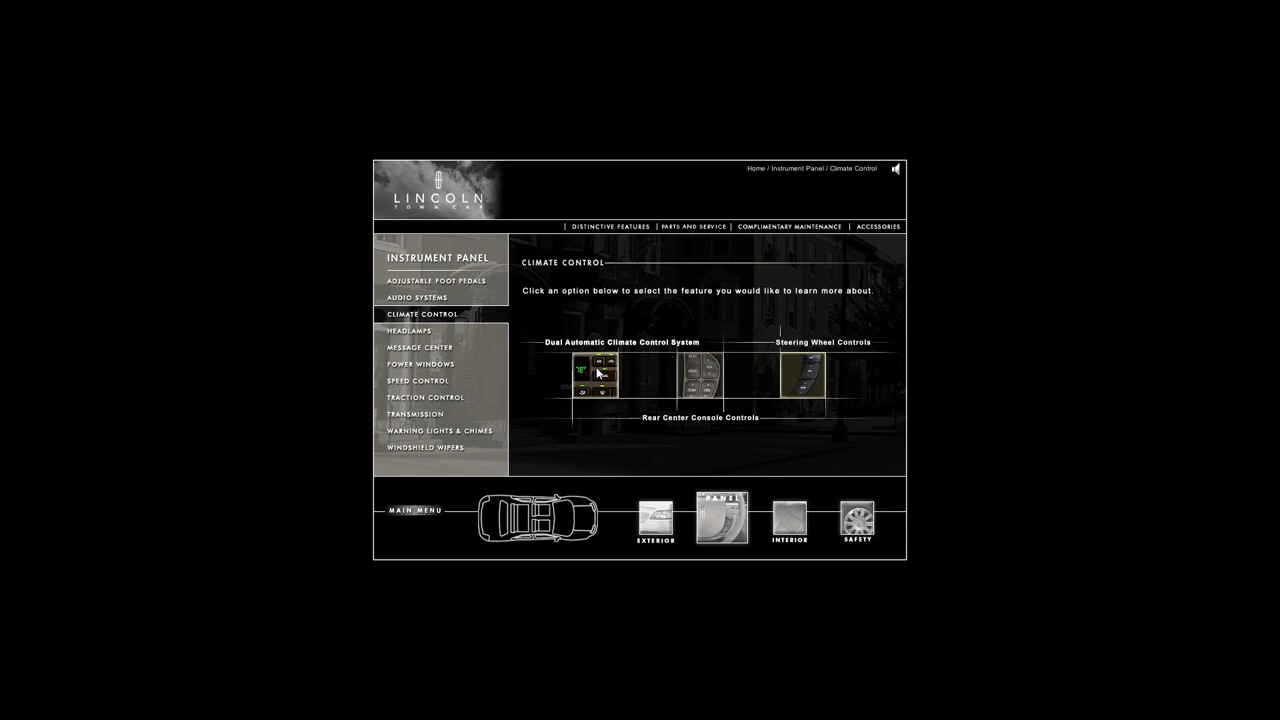 Home / Instrument Panel / Climate Control
LINCOLN
TOWN CAR
DISTINCTIVE FEATURES | PARTS AND SERVICE | COMPLIMENTARY MAINTENANCE | ACCESSORIES
INSTRUMENT PANEL
ADJUSTABLE FOOT PEDALS
AUDIO SYSTEMS
CLIMATE CONTROL
HEADLAMPS
MESSAGE CENTER
POWER WINDOWS
SPEED CONTROL
TRACTION CONTROL
TRANSMISSION
WARNING LIGHTS & CHIMES
WINDSHIELD WIPERS
CLIMATE CONTROL
Click an option below to select the feature you would like to learn more about.
Dual Automatic Climate Control System
Steering Wheel Controls
78°
Rear Center Console Controls
MAIN MENU
PANEL
EXTERIOR
INTERIOR
SAFETY